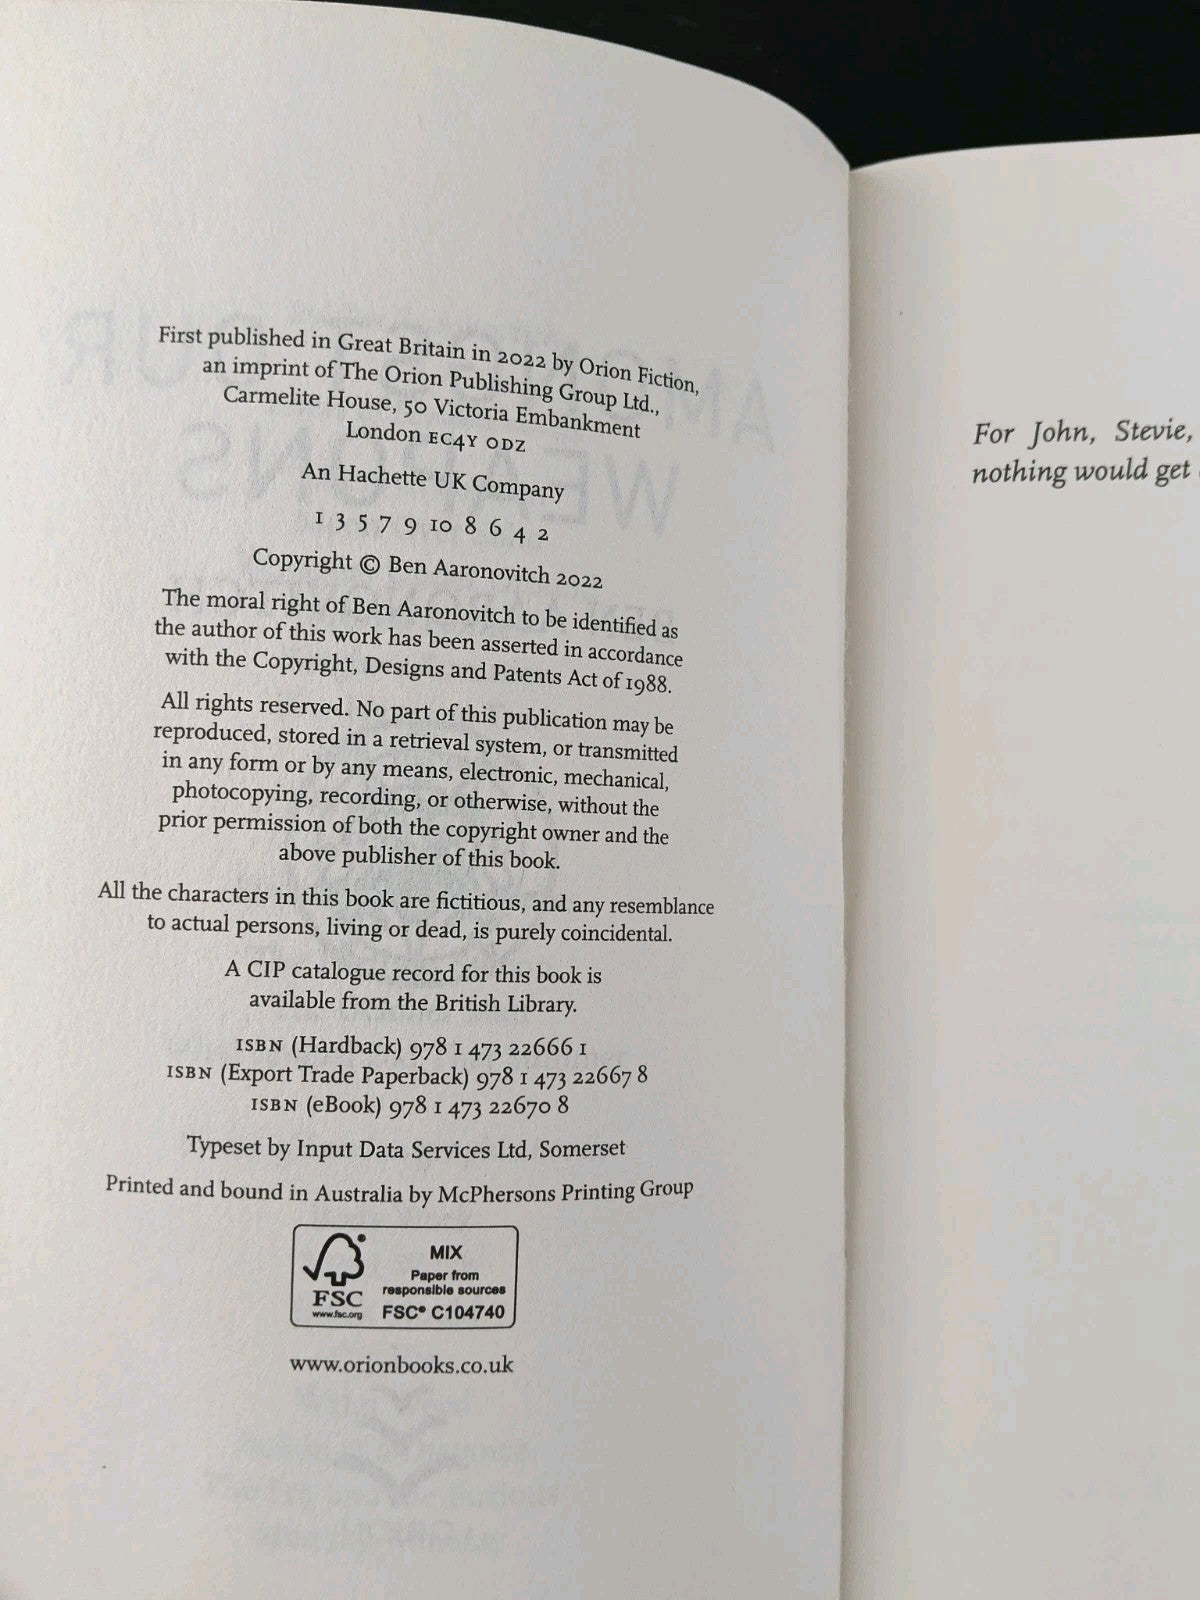 First published in Great Britain in 2022 by Orion Fiction,
an imprint of The Orion Publishing Group Ltd.,
Carmelite House, 50 Victoria Embankment
London EC4Y 0DZ
An Hachette UK Company
1 3 5 7 9 10 8 6 4 2
Copyright © Ben Aaronovitch 2022
The moral right of Ben Aaronovitch to be identified as
the author of this work has been asserted in accordance
with the Copyright, Designs and Patents Act of 1988.
All rights reserved. No part of this publication may be
reproduced, stored in a retrieval system, or transmitted
in any form or by any means, electronic, mechanical,
photocopying, recording, or otherwise, without the
prior permission of both the copyright owner and the
above publisher of this book.
All the characters in this book are fictitious, and any resemblance
to actual persons, living or dead, is purely coincidental.
A CIP catalogue record for this book is
available from the British Library.
ISBN (Hardback) 978 1 473 22666 1
ISBN (Export Trade Paperback) 978 1 473 22667 8
ISBN (eBook) 978 1 473 22670 8
Typeset by Input Data Services Ltd, Somerset
Printed and bound in Australia by McPhersons Printing Group
FSC
www.fsc.org
MIX
Paper from
responsible sources
FSC® C104740
www.orionbooks.co.uk
For John, Stevie,
nothing would get